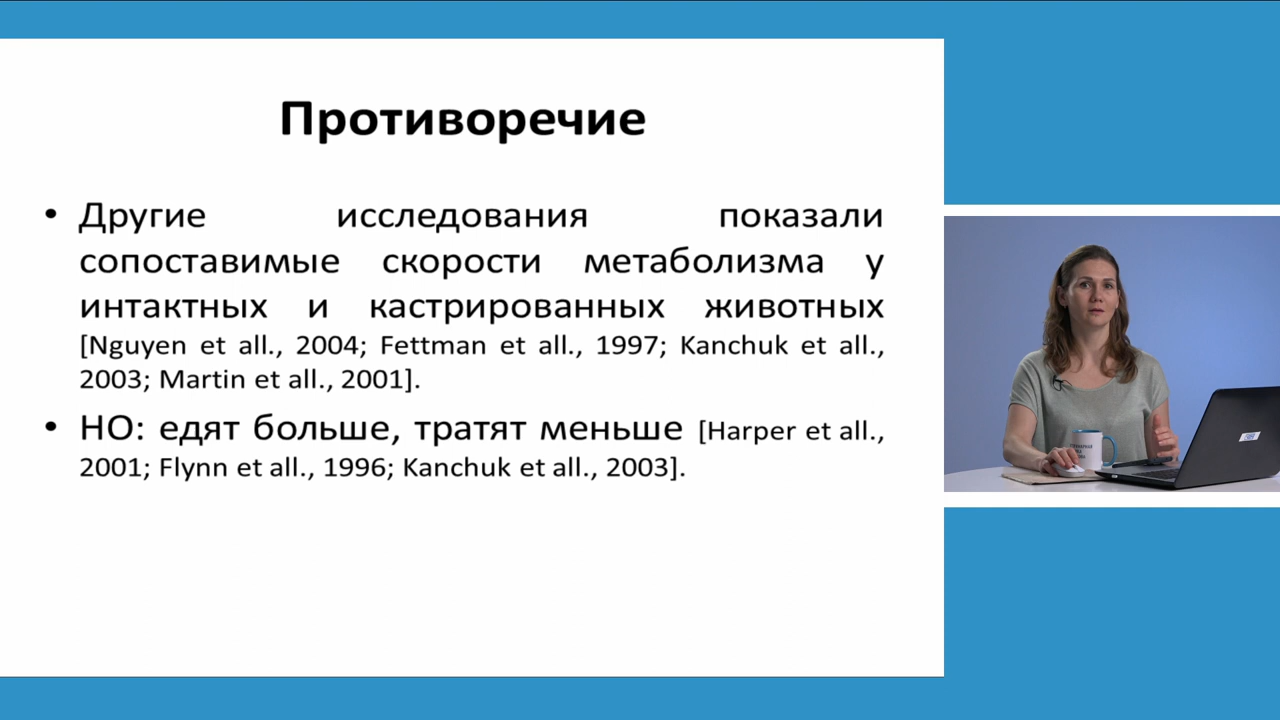 Противоречие
• Другие исследования показали
сопоставимые скорости метаболизма у
интактных и кастрированных животных
[Nguyen et all., 2004; Fettman et all., 1997; Kanchuk et all.,
2003; Martin et all., 2001].
• НО: едят больше, тратят меньше [Harper et all.,
2001; Flynn et all., 1996; Kanchuk et all., 2003].